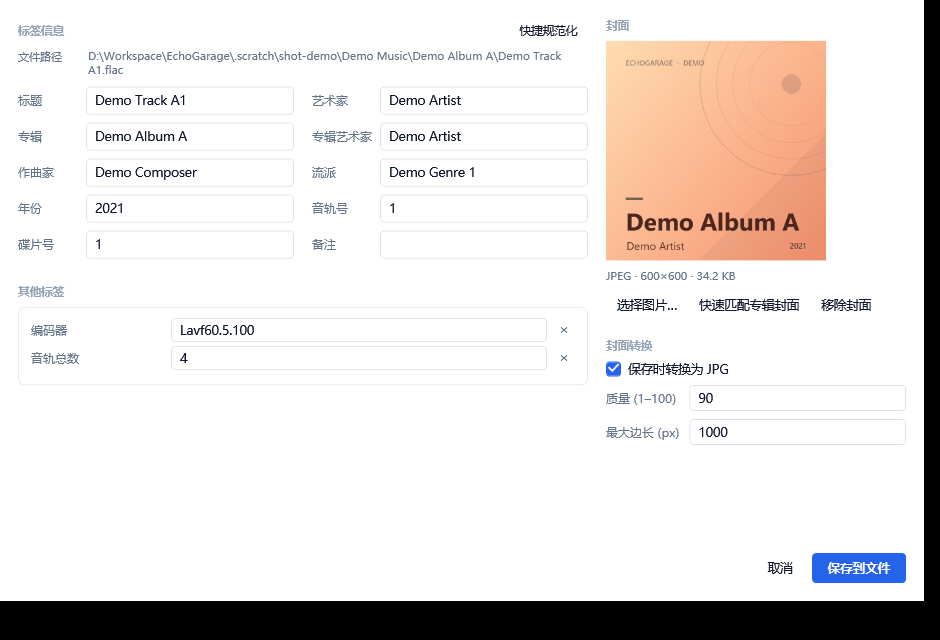 标签信息
快捷规范化
文件路径
D:\Workspace\EchoGarage\.scratch\shot-demo\Demo Music\Demo Album A\Demo Track
A1.flac
标题 Demo Track A1 艺术家 Demo Artist
专辑 Demo Album A 专辑艺术家 Demo Artist
作曲家 Demo Composer 流派 Demo Genre 1
年份 2021 音轨号 1
碟片号 1 备注
其他标签
编码器 Lavf60.5.100 ×
音轨总数 4 ×
封面
ECHOGARAGE · DEMO
Demo Album A
Demo Artist 2021
JPEG · 600×600 · 34.2 KB
选择图片... 快速匹配专辑封面 移除封面
封面转换
保存时转换为 JPG
质量 (1–100) 90
最大边长 (px) 1000
取消 保存到文件